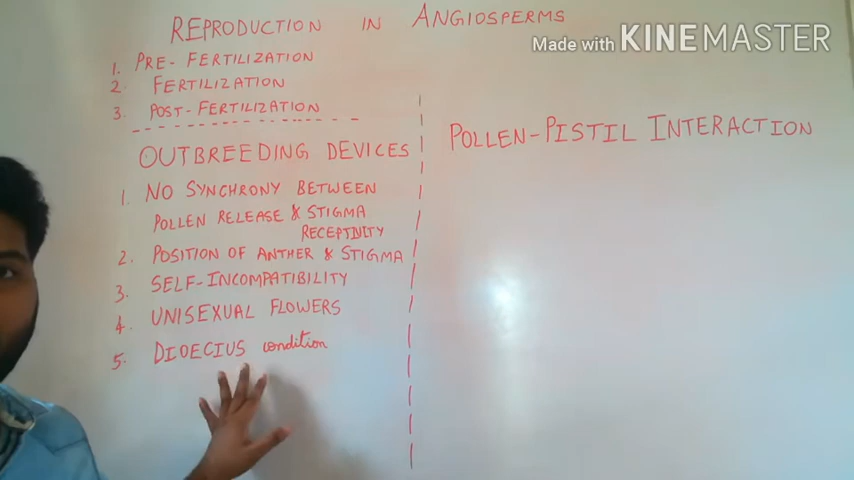 REPRODUCTION IN ANGIOSPERMS
Made with KINEMASTER
1. PRE-FERTILIZATION
2. FERTILIZATION
3. POST-FERTILIZATION
OUTBREEDING DEVICES
1. NO SYNCHRONY BETWEEN
POLLEN RELEASE & STIGMA
RECEPTIVITY
2. POSITION OF ANTHER & STIGMA
3. SELF-INCOMPATIBILITY
4. UNISEXUAL FLOWERS
5. DIOECIUS condition
POLLEN-PISTIL INTERACTION